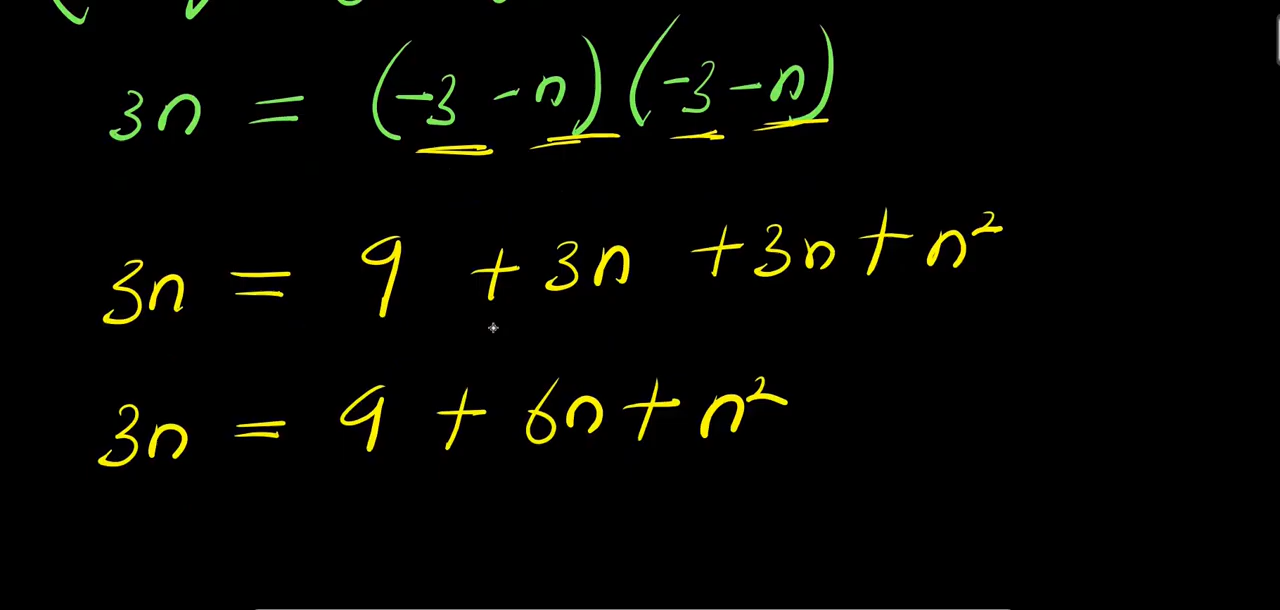 3n = (-3 - n)(-3 - n)
3n = 9 + 3n + 3n + n²
3n = 9 + 6n + n²